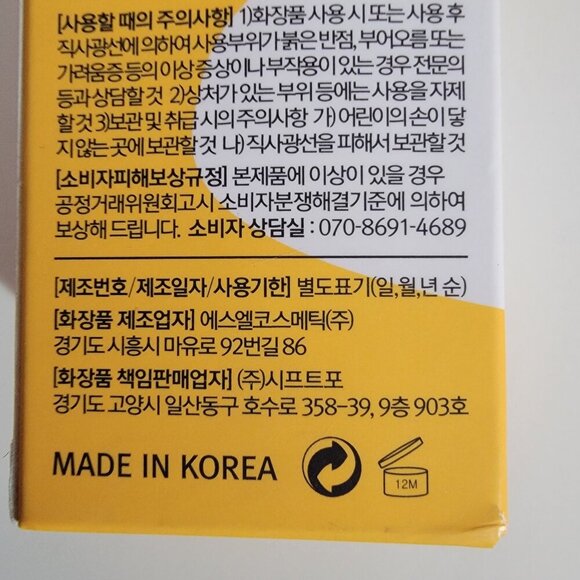 [사용할 때의 주의사항] 1)화장품 사용 시 또는 사용 후
직사광선에 의하여 사용부위가 붉은 반점, 부어오름 또는
가려움증 등의 이상 증상이나 부작용이 있는 경우 전문의
등과 상담할 것 2)상처가 있는 부위 등에는 사용을 자제
할 것 3)보관 및 취급 시의 주의사항 가) 어린이의 손이 닿
지 않는 곳에 보관할 것 나) 직사광선을 피해서 보관할 것
[소비자피해보상규정] 본제품에 이상이 있을 경우
공정거래위원회고시 소비자분쟁해결기준에 의하여
보상해 드립니다. 소비자 상담실 : 070-8691-4689
[제조번호/제조일자/사용기한] 별도표기(일,월,년 순)
[화장품 제조업자] 에스엘코스메틱(주)
경기도 시흥시 마유로 92번길 86
[화장품 책임판매업자] (주)시프트포
경기도 고양시 일산동구 호수로 358-39, 9층 903호
MADE IN KOREA
12M